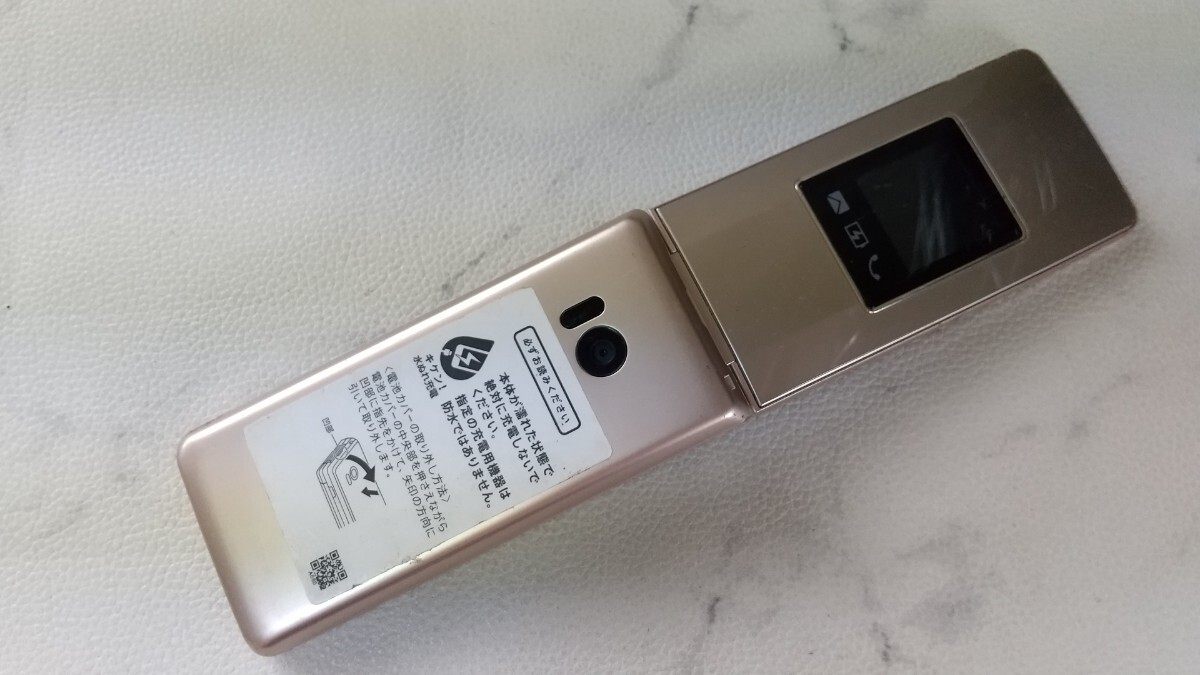 必ずお読みください。
本体が濡れた状態で
絶対に充電しないで
ください。
指定の充電用機器は
防水ではありません。
キケン!
水ぬれ充電
〈電池カバーの取り外し方法〉
電池カバーの中央部を押さえながら
凹部に指先をかけて、矢印の方向に
引いて取り外します。
凹部